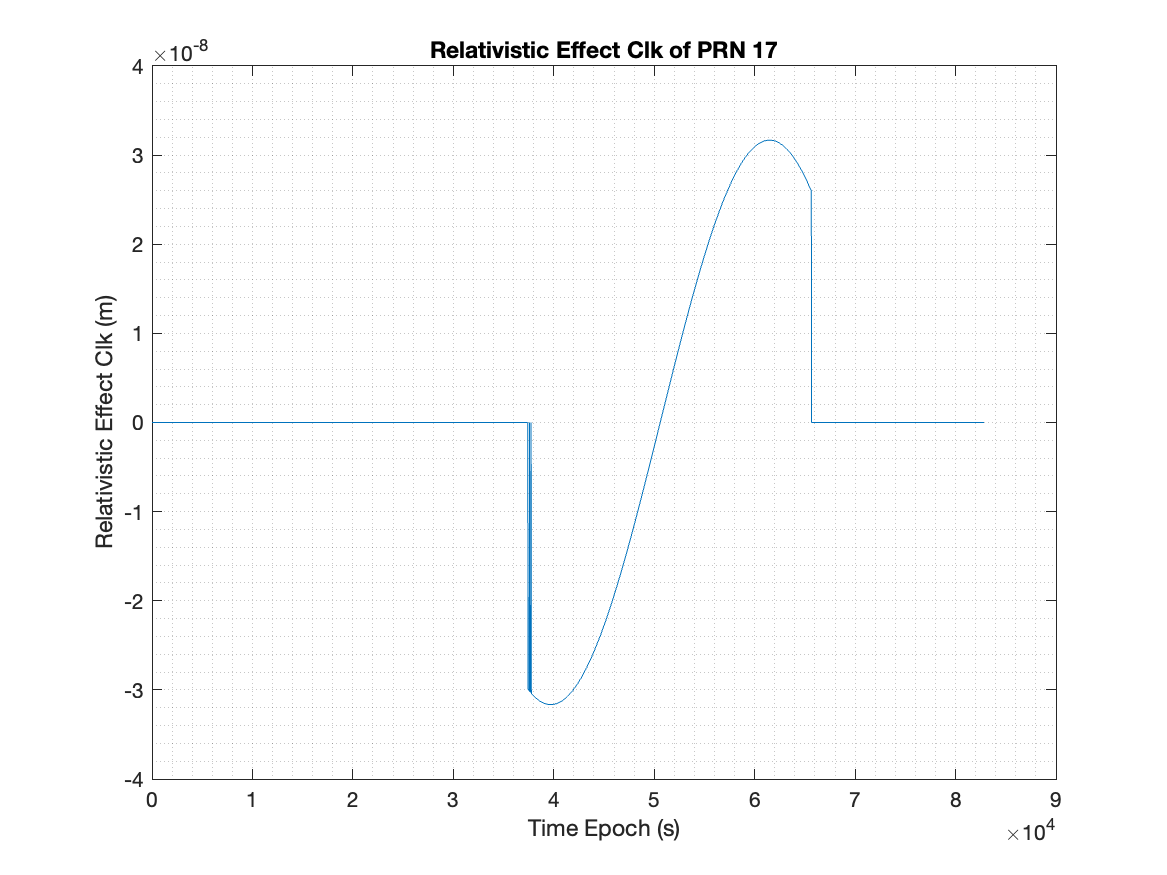 Relativistic Effect Clk of PRN 17
×10⁻⁸
4
3
2
1
0
-1
-2
-3
-4
Relativistic Effect Clk (m)
0 1 2 3 4 5 6 7 8 9
Time Epoch (s)
×10⁴